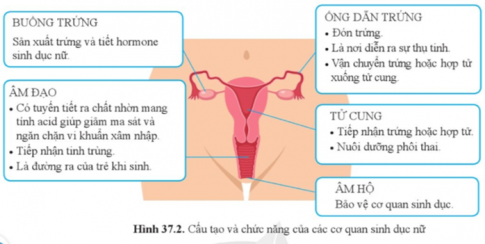 BUỒNG TRỨNG
Sản xuất trứng và tiết hormone
sinh dục nữ.
ÂM ĐẠO
• Có tuyến tiết ra chất nhờn mang
tính acid giúp giảm ma sát và
ngăn chặn vi khuẩn xâm nhập.
• Tiếp nhận tinh trùng.
• Là đường ra của trẻ khi sinh.
ỐNG DẪN TRỨNG
• Đón trứng.
• Là nơi diễn ra sự thụ tinh.
• Vận chuyển trứng hoặc hợp tử
xuống tử cung.
TỬ CUNG
• Tiếp nhận trứng hoặc hợp tử.
• Nuôi dưỡng phôi thai.
ÂM HỘ
Bảo vệ cơ quan sinh dục.
Hình 37.2. Cấu tạo và chức năng của các cơ quan sinh dục nữ